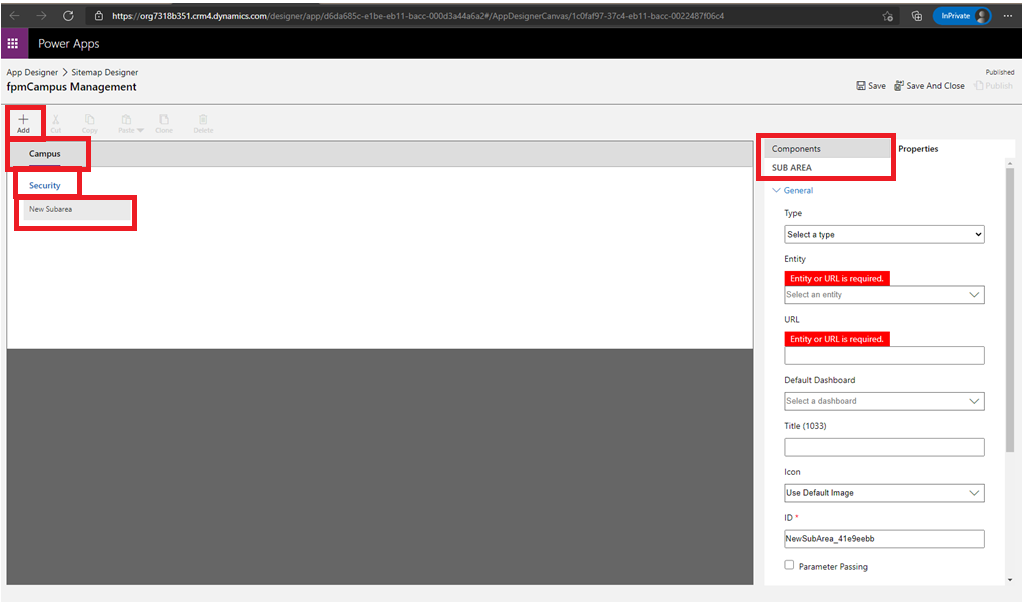 https://org7318b351.crm4.dynamics.com/designer/app/d6da685c-e1be-eb11-bacc-000d3a44a6a2#/AppDesignerCanvas/1c0faf97-37c4-eb11-bacc-0022487f06c4
InPrivate
Power Apps
App Designer > Sitemap Designer
Published
fpmCampus Management
Save
Save And Close
Publish
Add
Cut
Copy
Paste
Clone
Delete
Campus
Security
New Subarea
Components
Properties
SUB AREA
General
Type
Select a type
Entity
Entity or URL is required.
Select an entity
URL
Entity or URL is required.
Default Dashboard
Select a dashboard
Title (1033)
Icon
Use Default Image
ID *
NewSubArea_41e9eebb
Parameter Passing